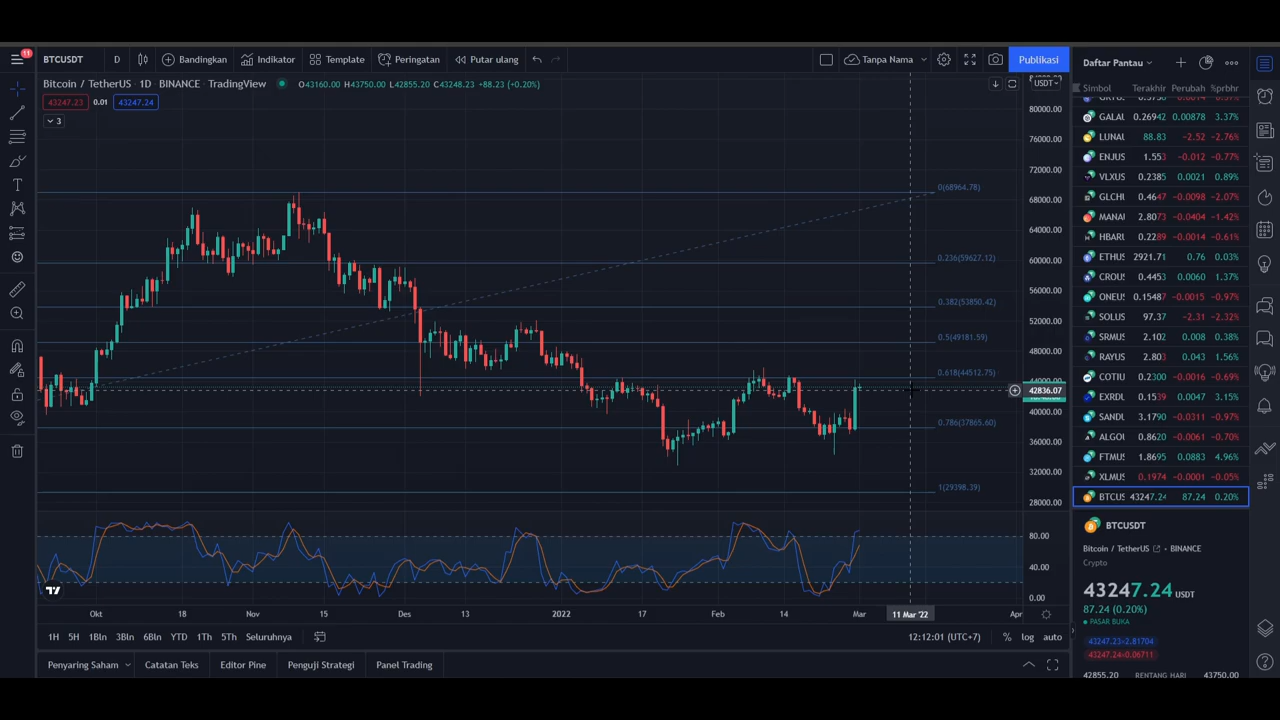 11
BTCUSDT D Bandingkan Indikator Template Peringatan Putar ulang Tanpa Nama Publikasi
Bitcoin / TetherUS · 1D · BINANCE · TradingView O43160.00 H43750.00 L42855.20 C43248.23 +88.23 (+0.20%)
43247.23 0.01 43247.24
3
USDT
80000.00
76000.00
72000.00
68000.00
64000.00
60000.00
56000.00
52000.00
48000.00
42836.07
40000.00
36000.00
32000.00
28000.00
0(68964.78)
0.236(59627.12)
0.382(53850.42)
0.5(49181.59)
0.618(44512.75)
0.786(37865.60)
1(29398.39)
80.00
40.00
0.00
Okt 18 Nov 15 Des 13 2022 17 Feb 14 Mar 11 Mar '22 Apr
1H 5H 1Bln 3Bln 6Bln YTD 1Th 5Th Seluruhnya 12:12:01 (UTC+7) % log auto
Penyaring Saham Catatan Teks Editor Pine Penguji Strategi Panel Trading
Daftar Pantau
Simbol Terakhir Perubah %prbhr
GALAU 0.26942 0.00878 3.37%
LUNAU 88.83 −2.52 −2.76%
ENJUS 1.553 −0.012 −0.77%
VLXUS 0.2385 0.0021 0.89%
GLCHU 0.4647 −0.0098 −2.07%
MANAU 2.8073 −0.0404 −1.42%
HBARU 0.2289 −0.0014 −0.61%
ETHUS 2921.71 0.76 0.03%
CROUS 0.4453 0.0060 1.37%
ONEUS 0.15487 −0.0015 −0.97%
SOLUS 97.37 −2.31 −2.32%
SRMUS 2.102 0.008 0.38%
RAYUS 2.803 0.043 1.56%
COTIU 0.2300 −0.0016 −0.69%
EXRDU 0.1539 0.0047 3.15%
SANDU 3.1790 −0.0311 −0.97%
ALGOU 0.8620 −0.0061 −0.70%
FTMUS 1.8695 0.0883 4.96%
XLMUS 0.1974 −0.0001 −0.05%
BTCUS 43247.24 87.24 0.20%
BTCUSDT
Bitcoin / TetherUS · BINANCE
Crypto
43247.24 USDT
87.24 (0.20%)
PASAR BUKA
43247.23×2.81704
43247.24×0.06711
42855.20 RENTANG HARI 43750.00